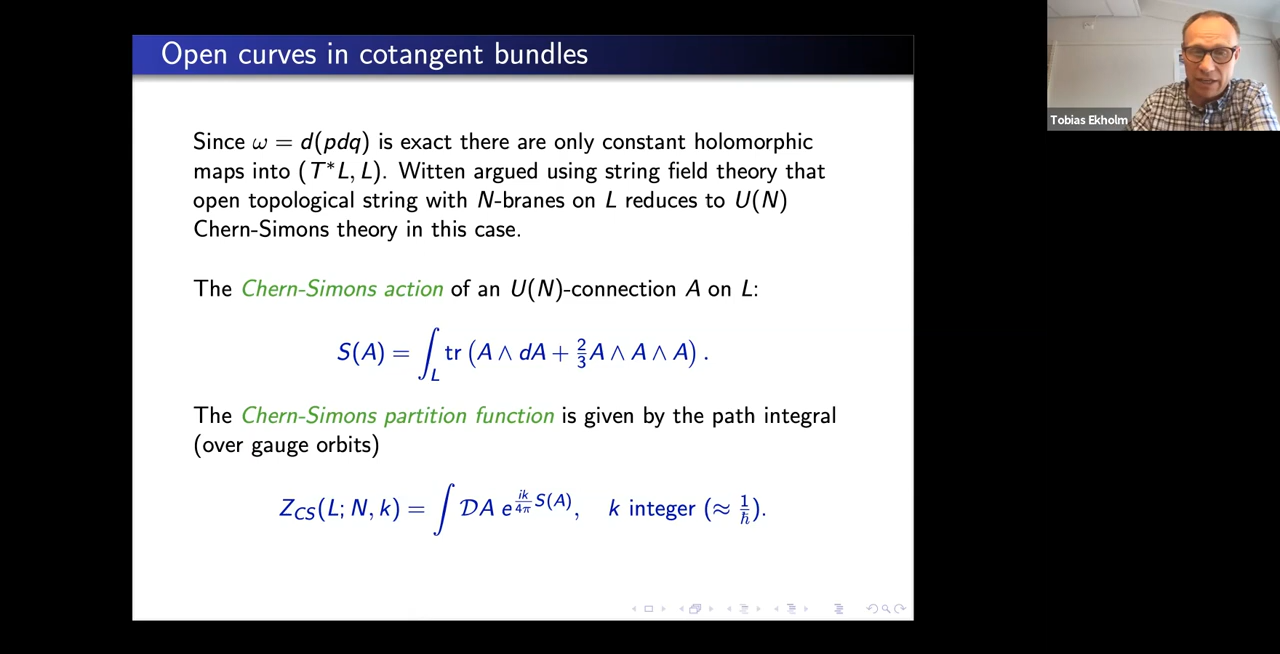 Open curves in cotangent bundles
Tobias Ekholm
Since ω = d(pdq) is exact there are only constant holomorphic
maps into (T*L, L). Witten argued using string field theory that
open topological string with N-branes on L reduces to U(N)
Chern-Simons theory in this case.
The Chern-Simons action of an U(N)-connection A on L:
S(A) = ∫_L tr (A ∧ dA + 2/3 A ∧ A ∧ A) .
The Chern-Simons partition function is given by the path integral
(over gauge orbits)
Z_CS(L; N, k) = ∫ 𝒟A e^{ik/4π S(A)}, k integer (≈ 1/ħ).